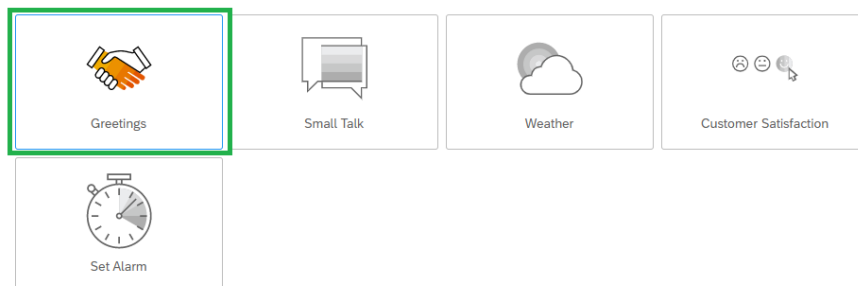 Greetings
Small Talk
Weather
Customer Satisfaction
Set Alarm